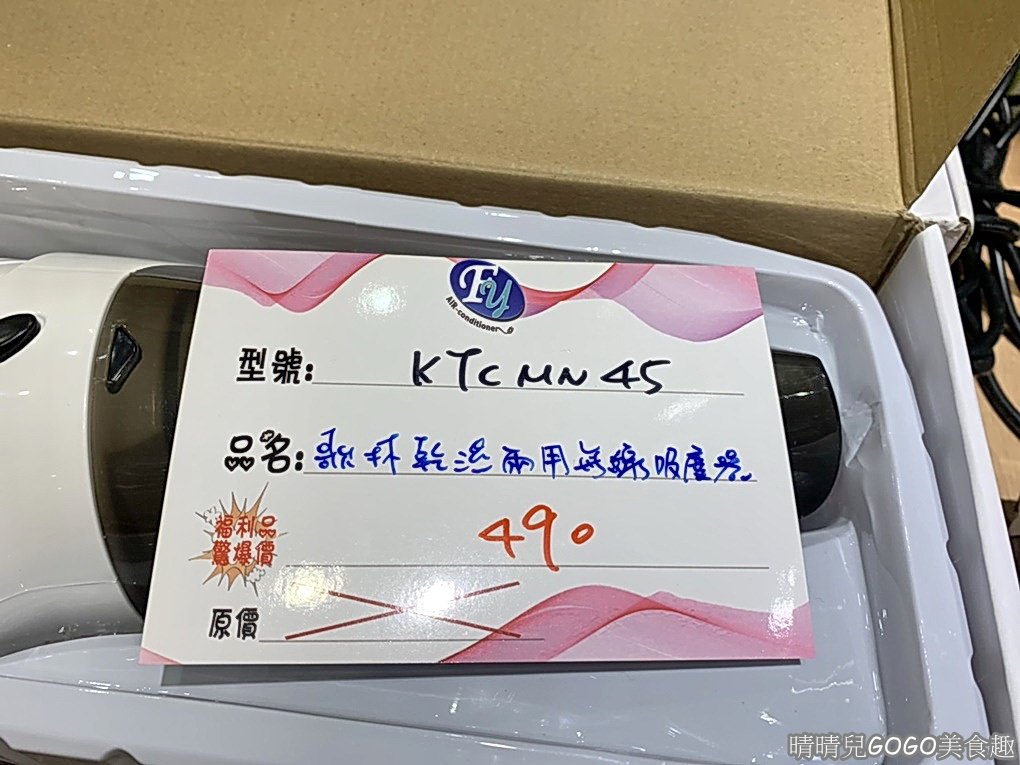 Fy
AIR-conditioner
型號: KTC MN 45
品名: 歌林乾溼兩用無線吸塵器
福利品
驚爆價
490
原價
晴晴兒GOGO美食趣